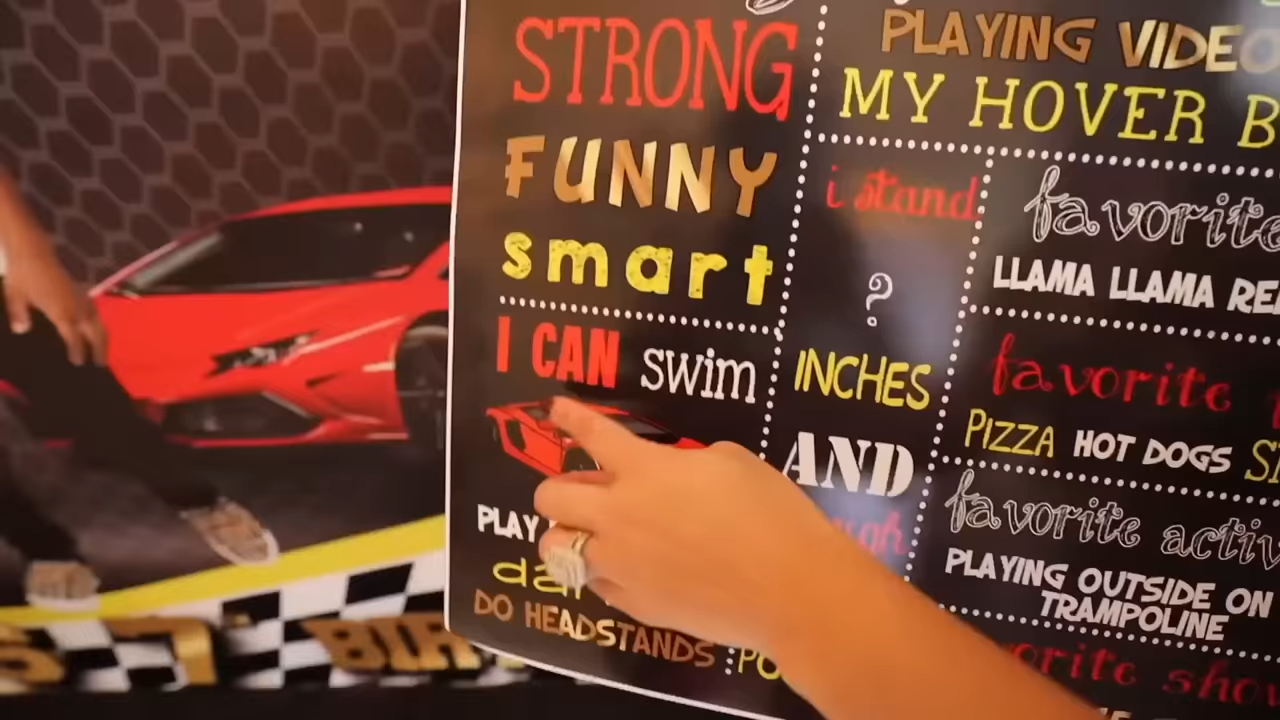 STRONG
FUNNY
smart
I CAN swim
PLAY
DO HEADSTANDS
PLAYING VIDEO
MY HOVER B
i stand
?
INCHES
AND
favorite
LLAMA LLAMA RE
favorite
PIZZA HOT DOGS
favorite activ
PLAYING OUTSIDE ON
TRAMPOLINE
orite show
7
BIR